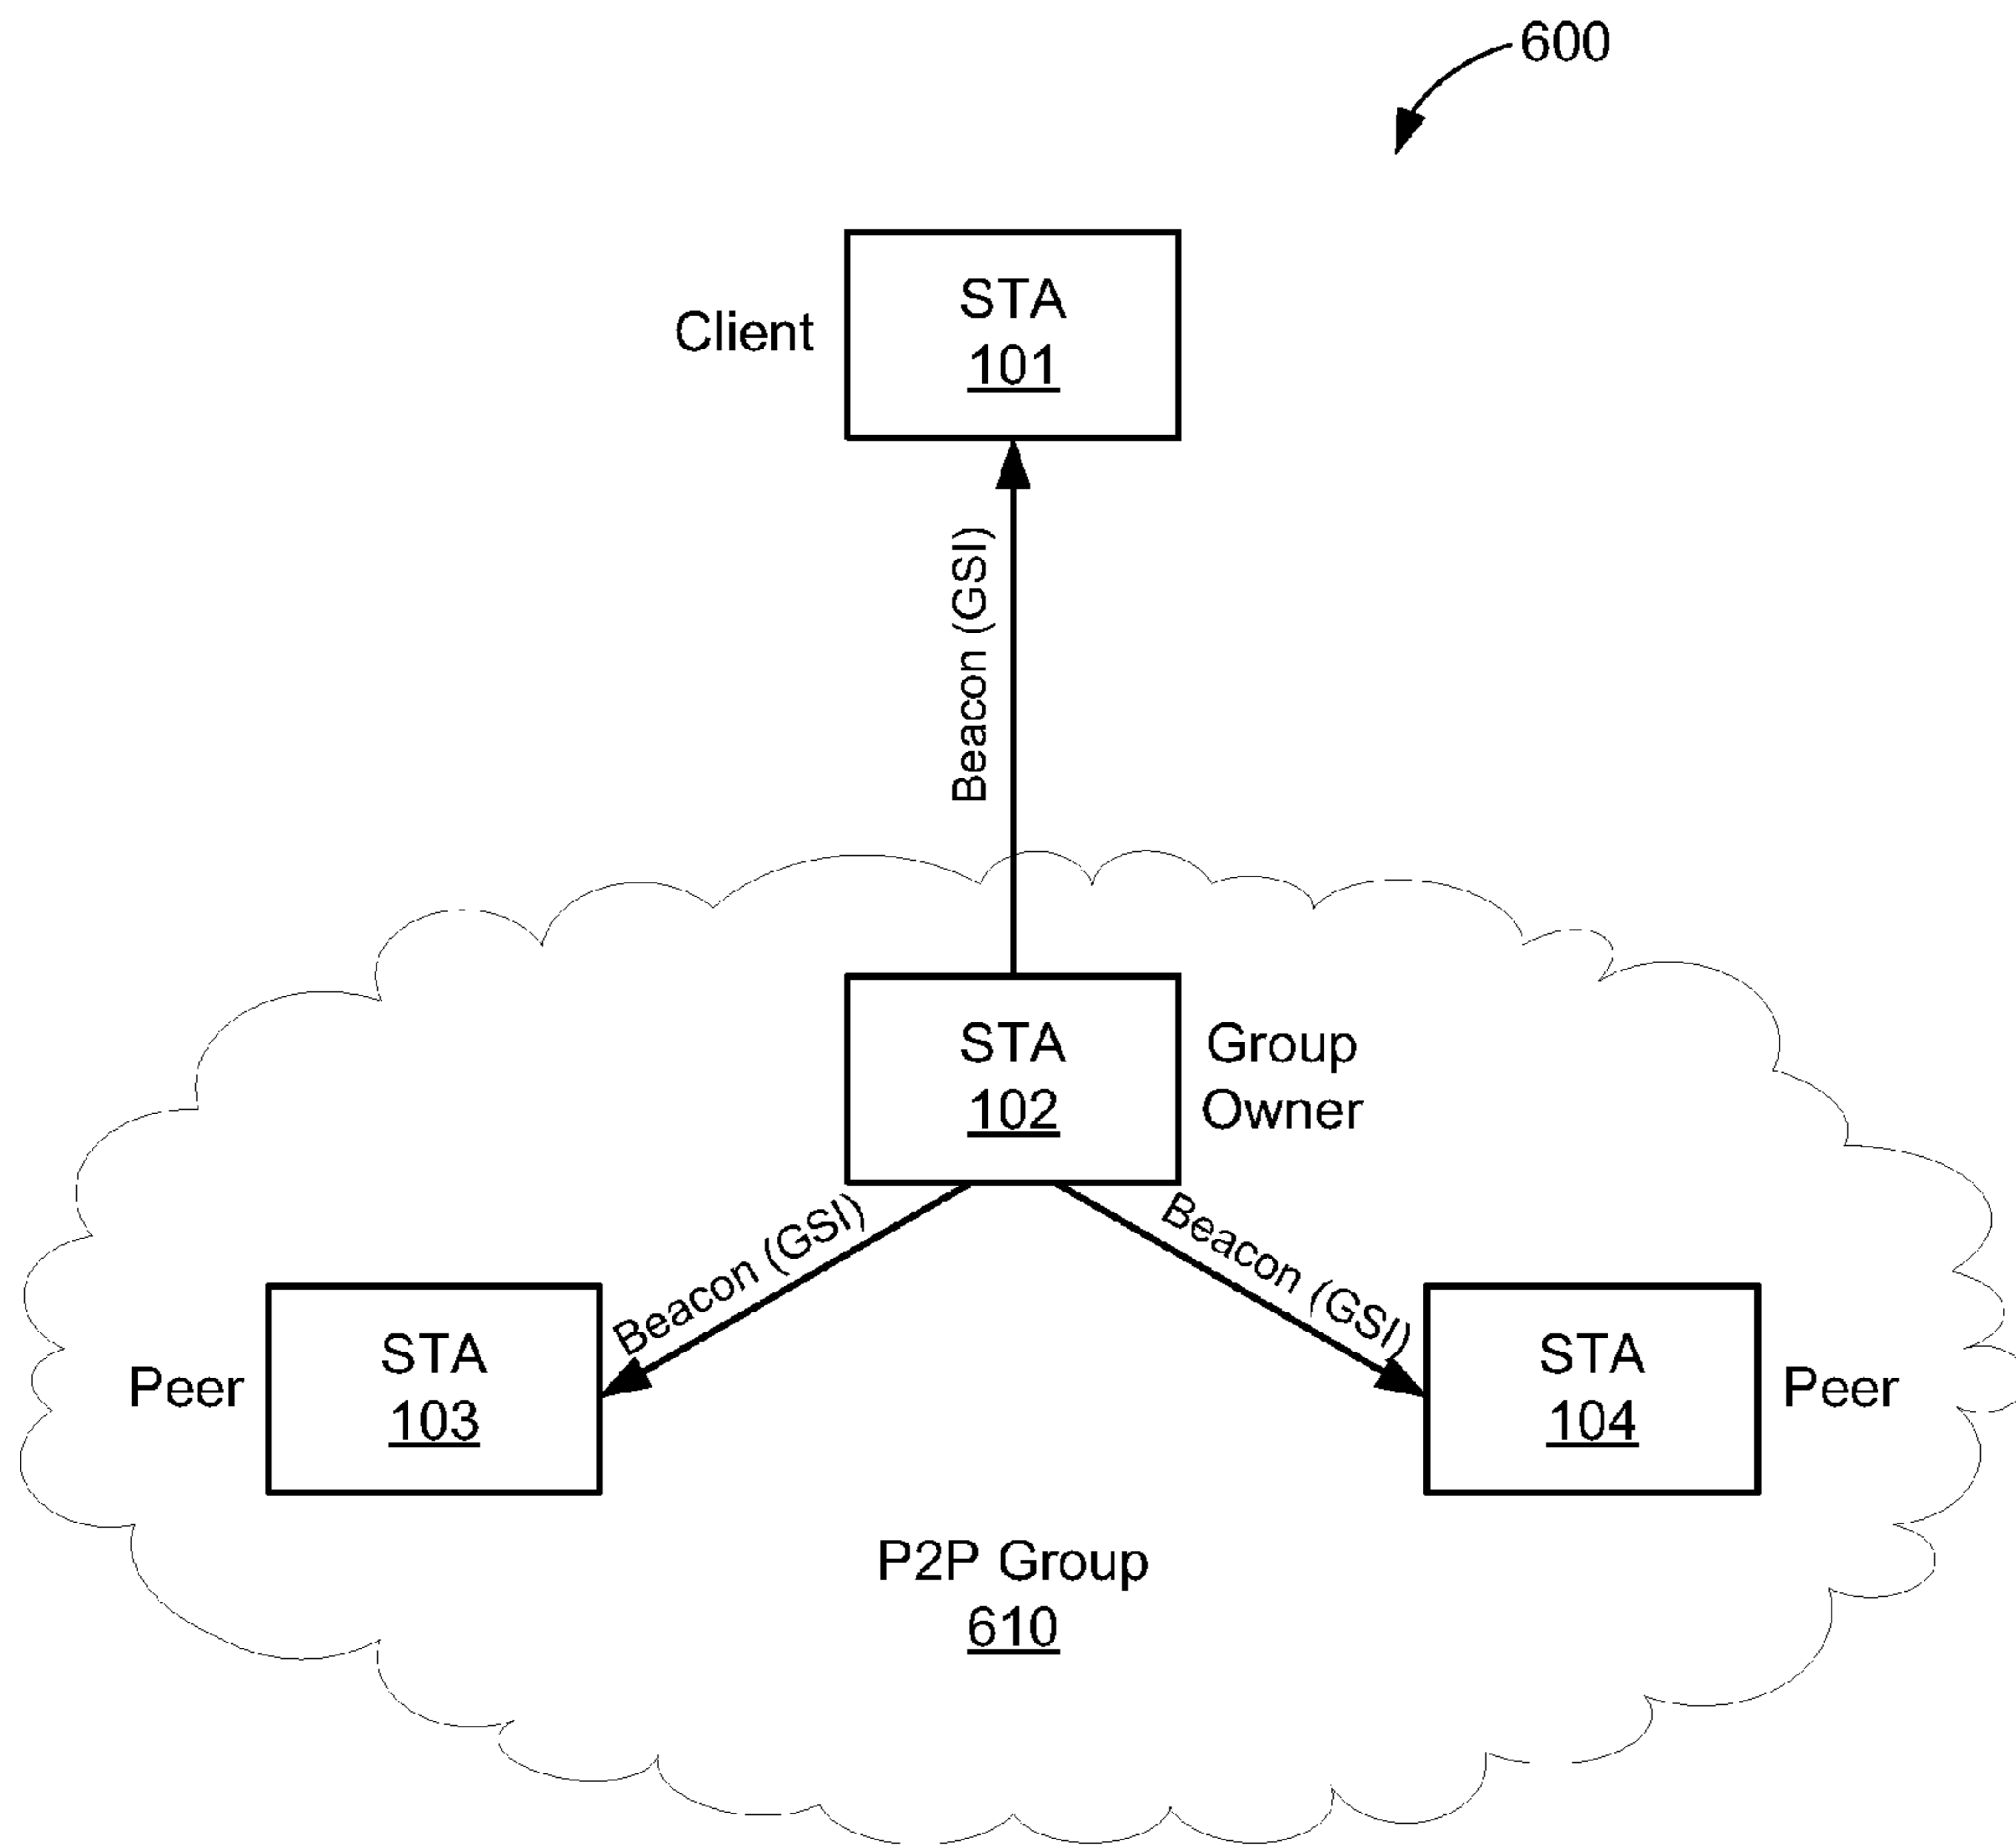 600
Client
STA
101
Beacon (GSI)
STA
102
Group
Owner
Beacon (GSI)
Beacon (GSI)
Peer
STA
103
STA
104
Peer
P2P Group
610